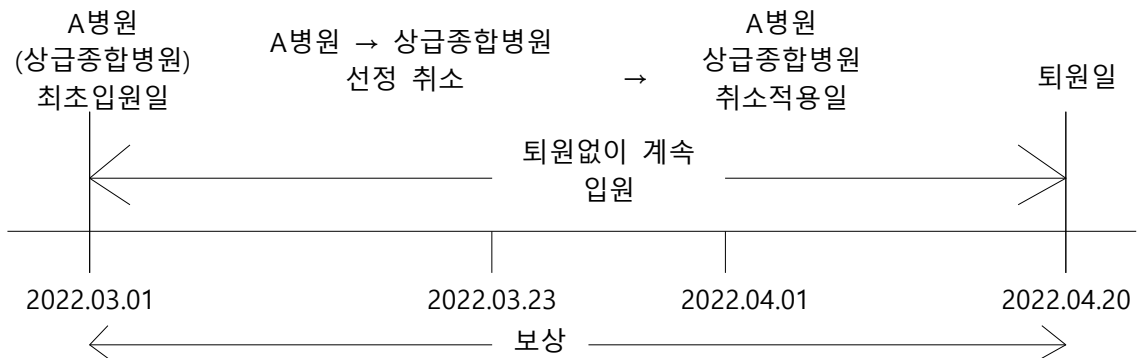 A병원
(상급종합병원)
최초입원일
A병원 → 상급종합병원
선정 취소
→
A병원
상급종합병원
취소적용일
퇴원일
퇴원없이 계속
입원
2022.03.01
2022.03.23
2022.04.01
2022.04.20
보상